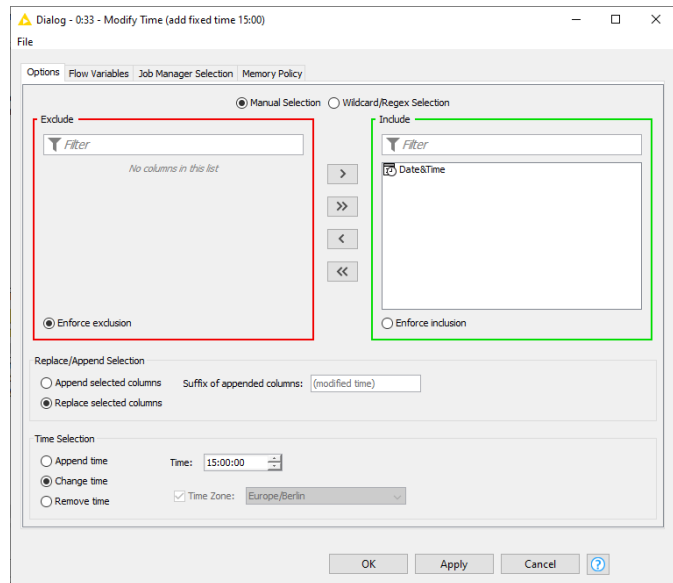 Dialog - 0:33 - Modify Time (add fixed time 15:00)
File
Options Flow Variables Job Manager Selection Memory Policy
Manual Selection Wildcard/Regex Selection
Exclude
Filter
No columns in this list
Enforce exclusion
>
>>
<
<<
Include
Filter
Date&Time
Enforce inclusion
Replace/Append Selection
Append selected columns Suffix of appended columns: (modified time)
Replace selected columns
Time Selection
Append time Time: 15:00:00
Change time
Remove time Time Zone: Europe/Berlin
OK Apply Cancel ?